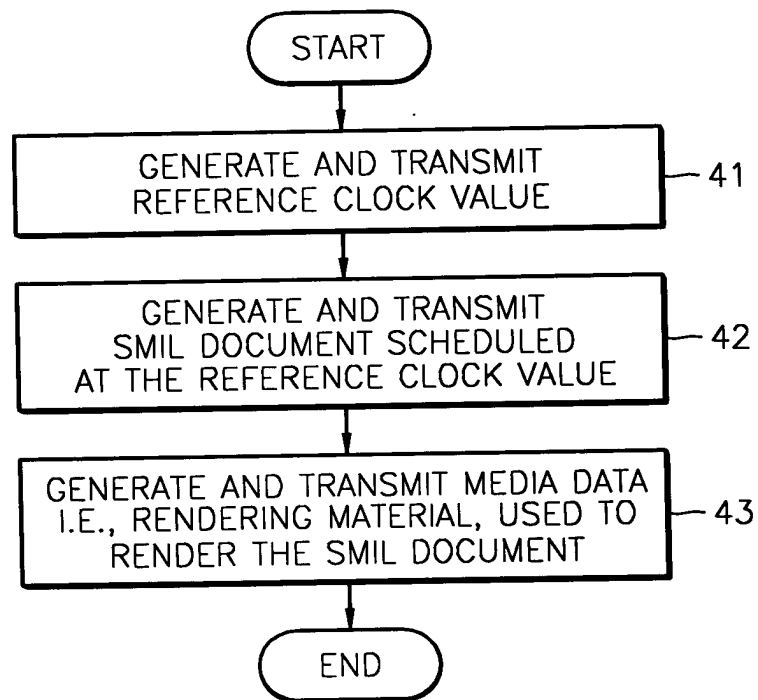 START
GENERATE AND TRANSMIT
REFERENCE CLOCK VALUE
41
GENERATE AND TRANSMIT
SMIL DOCUMENT SCHEDULED
AT THE REFERENCE CLOCK VALUE
42
GENERATE AND TRANSMIT MEDIA DATA
I.E., RENDERING MATERIAL, USED TO
RENDER THE SMIL DOCUMENT
43
END